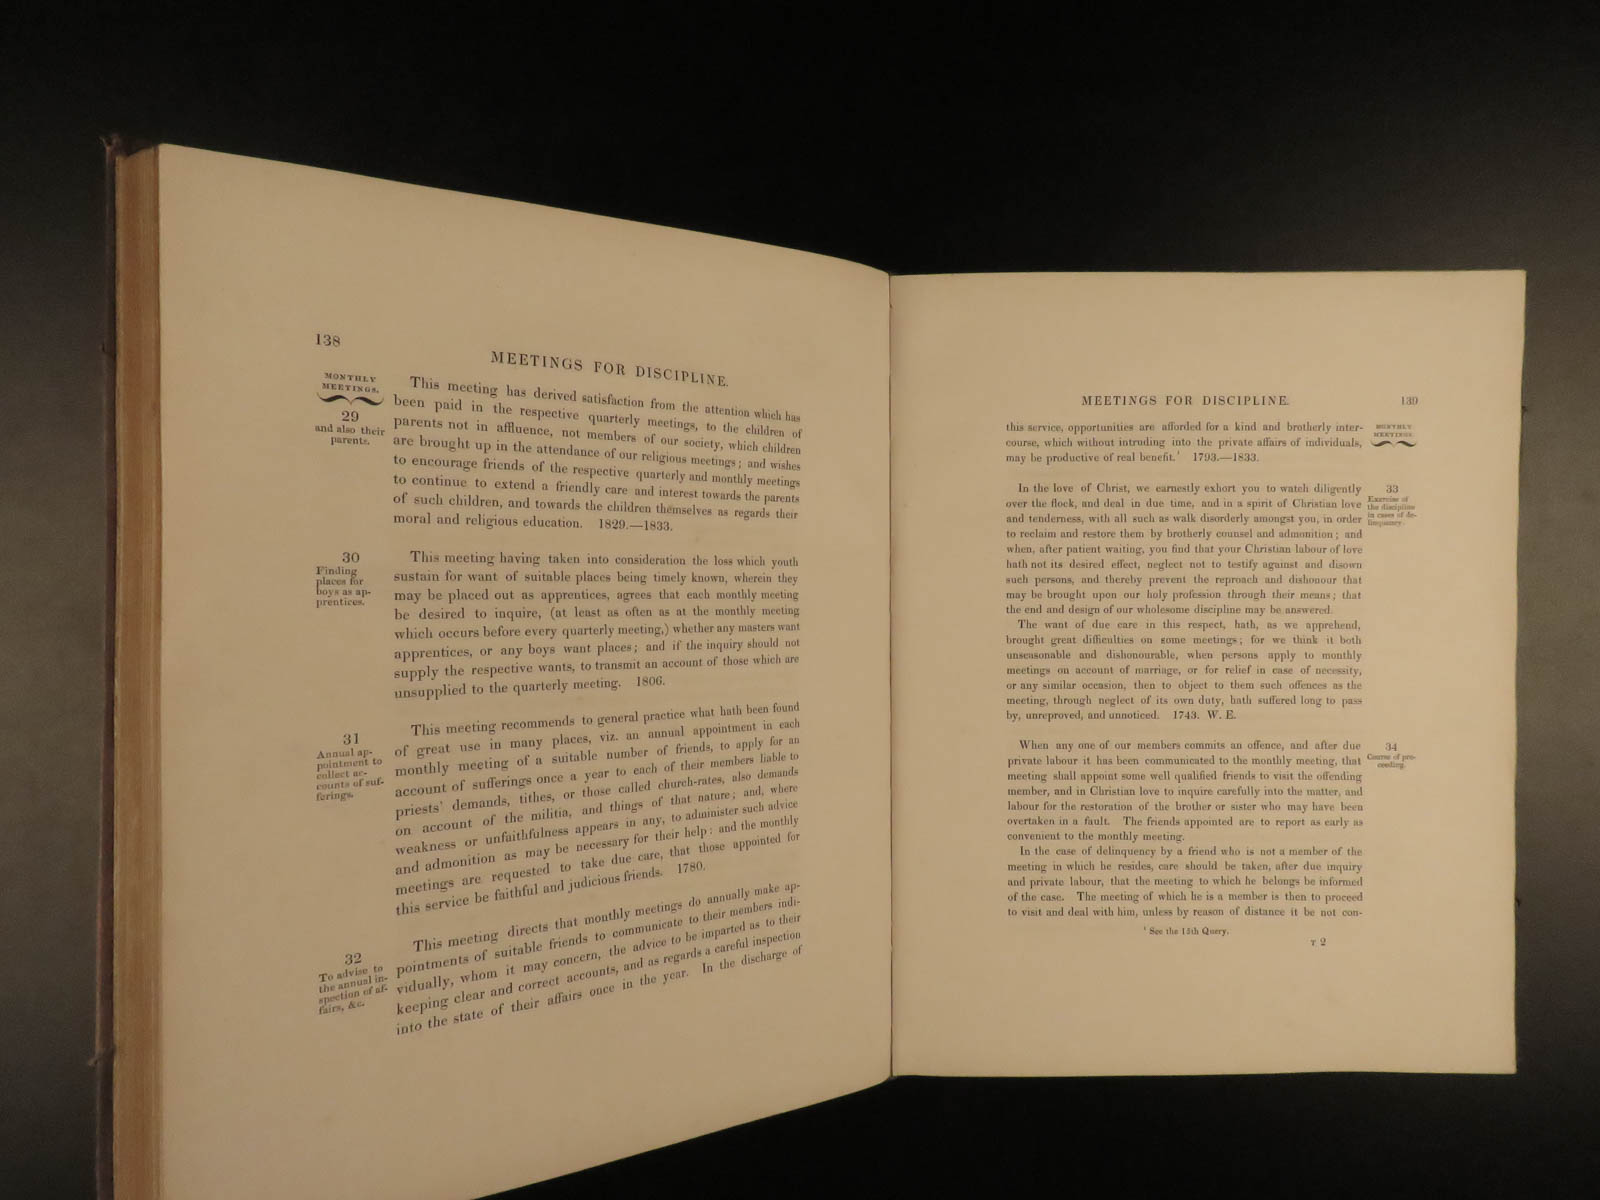 138
MEETINGS FOR DISCIPLINE.
MONTHLY
MEETINGS.
29
and also their
parents.
This meeting has derived satisfaction from the attention which has
been paid in the respective quarterly meetings, to the children of
parents not in affluence, not members of our society, which children
are brought up in the attendance of our religious meetings; and wishes
to encourage friends of the respective quarterly and monthly meetings
to continue to extend a friendly care and interest towards the parents
of such children, and towards the children themselves as regards their
moral and religious education. 1829.—1833.
30
Finding
places for
boys as ap-
prentices.
This meeting having taken into consideration the loss which youth
sustain for want of suitable places being timely known, wherein they
may be placed out as apprentices, agrees that each monthly meeting
be desired to inquire, (at least as often as at the monthly meeting
which occurs before every quarterly meeting,) whether any masters want
apprentices, or any boys want places; and if the inquiry should not
supply the respective wants, to transmit an account of those which are
unsupplied to the quarterly meeting. 1806.
31
Annual ap-
pointment to
collect ac-
counts of suf-
ferings.
This meeting recommends to general practice what hath been found
of great use in many places, viz. an annual appointment in each
monthly meeting of a suitable number of friends, to apply for an
account of sufferings once a year to each of their members liable to
priests' demands, tithes, or those called church-rates, also demands
on account of the militia, and things of that nature; and, where
weakness or unfaithfulness appears in any, to administer such advice
and admonition as may be necessary for their help: and the monthly
meetings are requested to take due care, that those appointed for
this service be faithful and judicious friends. 1780.
32
To advise to
the annual in-
spection of af-
fairs, &c.
This meeting directs that monthly meetings do annually make ap-
pointments of suitable friends to communicate to their members indi-
vidually, whom it may concern, the advice to be imparted as to their
keeping clear and correct accounts, and as regards a careful inspection
into the state of their affairs once in the year. In the discharge of
MEETINGS FOR DISCIPLINE.
139
MONTHLY
MEETINGS.
this service, opportunities are afforded for a kind and brotherly inter-
course, which without intruding into the private affairs of individuals,
may be productive of real benefit.¹ 1793.—1833.
33
Exercise of
the discipline
in cases of de-
linquency.
In the love of Christ, we earnestly exhort you to watch diligently
over the flock, and deal in due time, and in a spirit of Christian love
and tenderness, with all such as walk disorderly amongst you, in order
to reclaim and restore them by brotherly counsel and admonition; and
when, after patient waiting, you find that your Christian labour of love
hath not its desired effect, neglect not to testify against and disown
such persons, and thereby prevent the reproach and dishonour that
may be brought upon our holy profession through their means; that
the end and design of our wholesome discipline may be answered.
The want of due care in this respect, hath, as we apprehend,
brought great difficulties on some meetings; for we think it both
unseasonable and dishonourable, when persons apply to monthly
meetings on account of marriage, or for relief in case of necessity,
or any similar occasion, then to object to them such offences as the
meeting, through neglect of its own duty, hath suffered long to pass
by, unreproved, and unnoticed. 1743. W. E.
34
Course of pro-
ceeding.
When any one of our members commits an offence, and after due
private labour it has been communicated to the monthly meeting, that
meeting shall appoint some well qualified friends to visit the offending
member, and in Christian love to inquire carefully into the matter, and
labour for the restoration of the brother or sister who may have been
overtaken in a fault. The friends appointed are to report as early as
convenient to the monthly meeting.
In the case of delinquency by a friend who is not a member of the
meeting in which he resides, care should be taken, after due inquiry
and private labour, that the meeting to which he belongs be informed
of the case. The meeting of which he is a member is then to proceed
to visit and deal with him, unless by reason of distance it be not con-
¹ See the 15th Query.
T 2